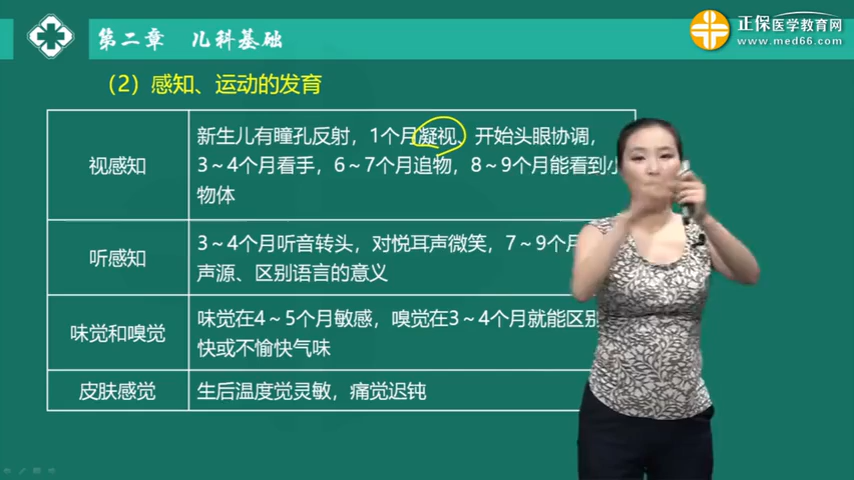 第二章 儿科基础
正保医学教育网
www.med66.com
（2）感知、运动的发育
视感知
新生儿有瞳孔反射，1个月凝视、开始头眼协调，
3～4个月看手，6～7个月追物，8～9个月能看到小
物体
听感知
3～4个月听音转头，对悦耳声微笑，7～9个月
声源、区别语言的意义
味觉和嗅觉
味觉在4～5个月敏感，嗅觉在3～4个月就能区别
快或不愉快气味
皮肤感觉
生后温度觉灵敏，痛觉迟钝